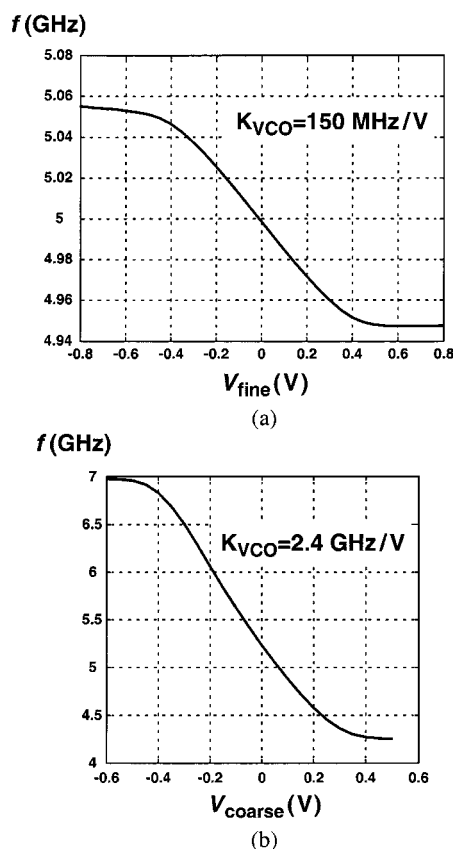 f (GHz)
5.08
5.06
5.04
5.02
5
4.98
4.96
4.94
K_VCO=150 MHz/V
-0.8 -0.6 -0.4 -0.2 0 0.2 0.4 0.6 0.8
V_fine (V)
(a)
f (GHz)
7
6.5
6
5.5
5
4.5
4
K_VCO=2.4 GHz/V
-0.6 -0.4 -0.2 0 0.2 0.4 0.6
V_coarse (V)
(b)